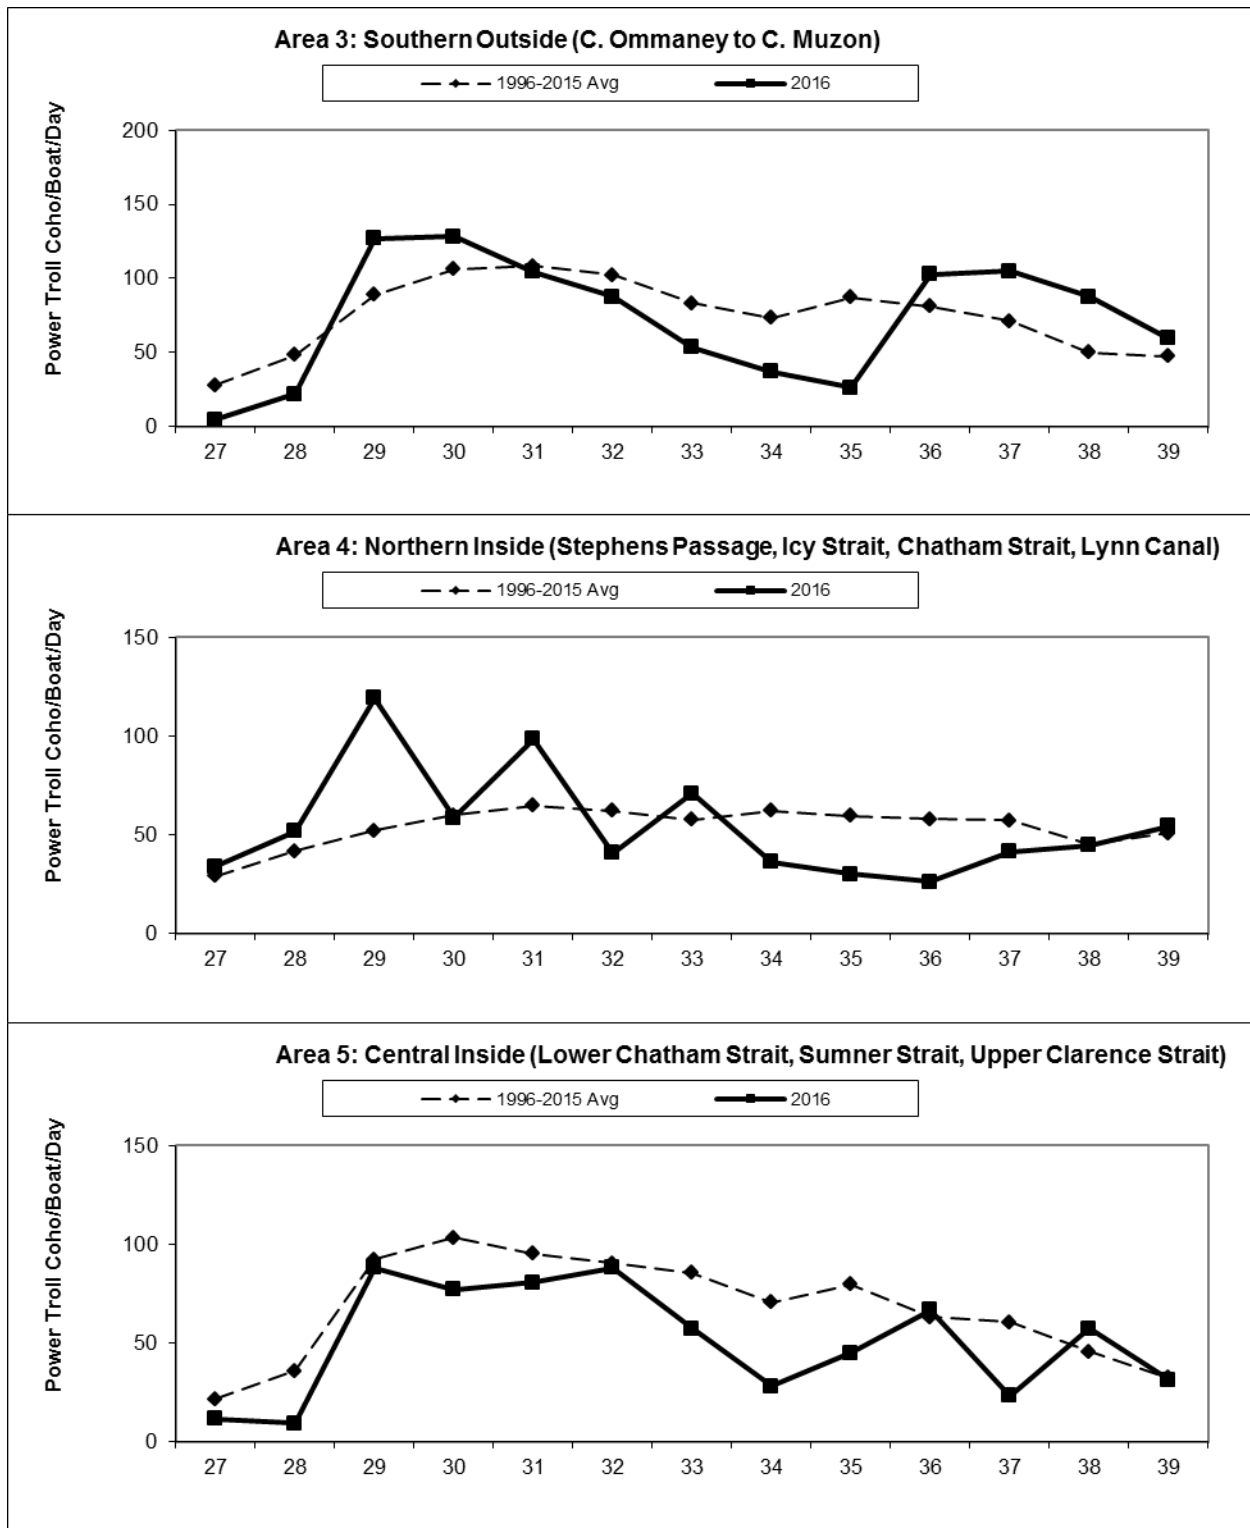 Area 3: Southern Outside (C. Ommaney to C. Muzon)
1996-2015 Avg 2016
Power Troll Coho/Boat/Day
200
150
100
50
0
27 28 29 30 31 32 33 34 35 36 37 38 39
Area 4: Northern Inside (Stephens Passage, Icy Strait, Chatham Strait, Lynn Canal)
1996-2015 Avg 2016
Power Troll Coho/Boat/Day
150
100
50
0
27 28 29 30 31 32 33 34 35 36 37 38 39
Area 5: Central Inside (Lower Chatham Strait, Sumner Strait, Upper Clarence Strait)
1996-2015 Avg 2016
Power Troll Coho/Boat/Day
150
100
50
0
27 28 29 30 31 32 33 34 35 36 37 38 39